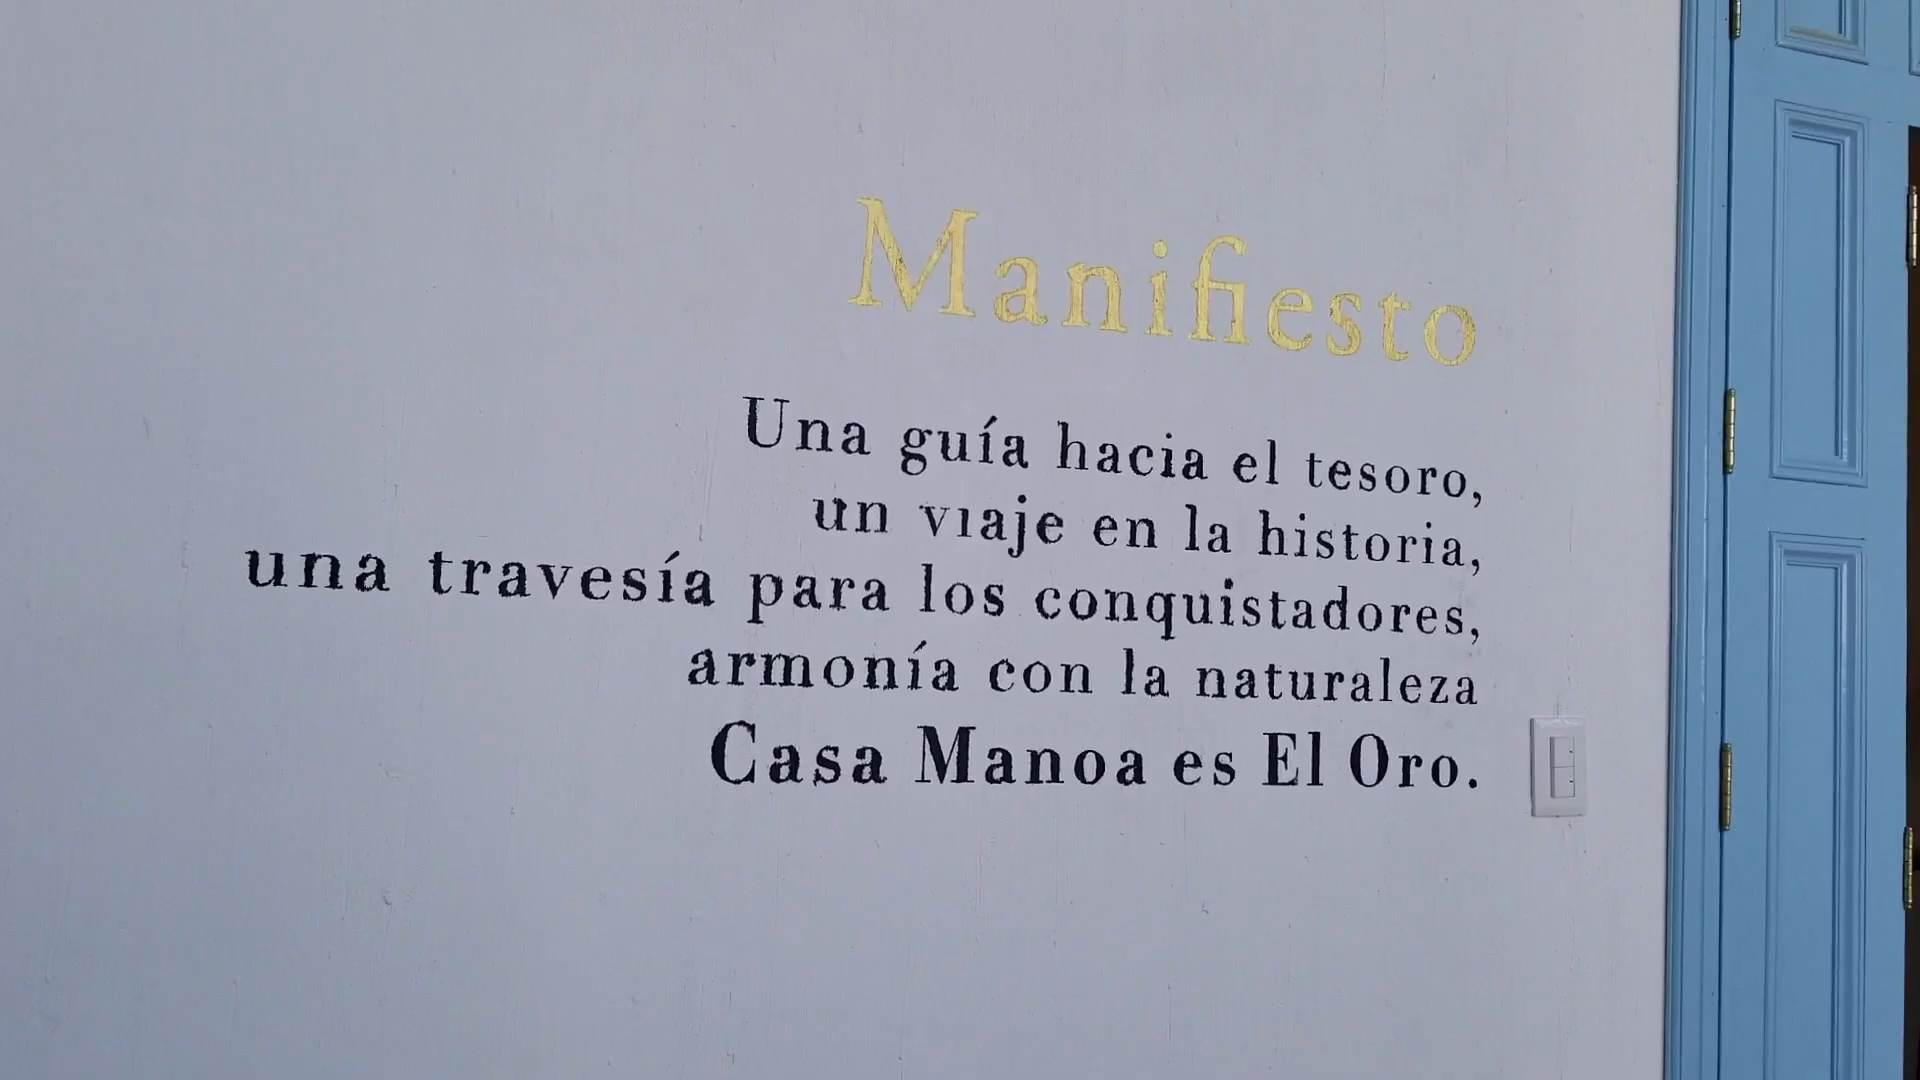 Manifiesto
Una guía hacia el tesoro,
un viaje en la historia,
una travesía para los conquistadores,
armonía con la naturaleza
Casa Manoa es El Oro.